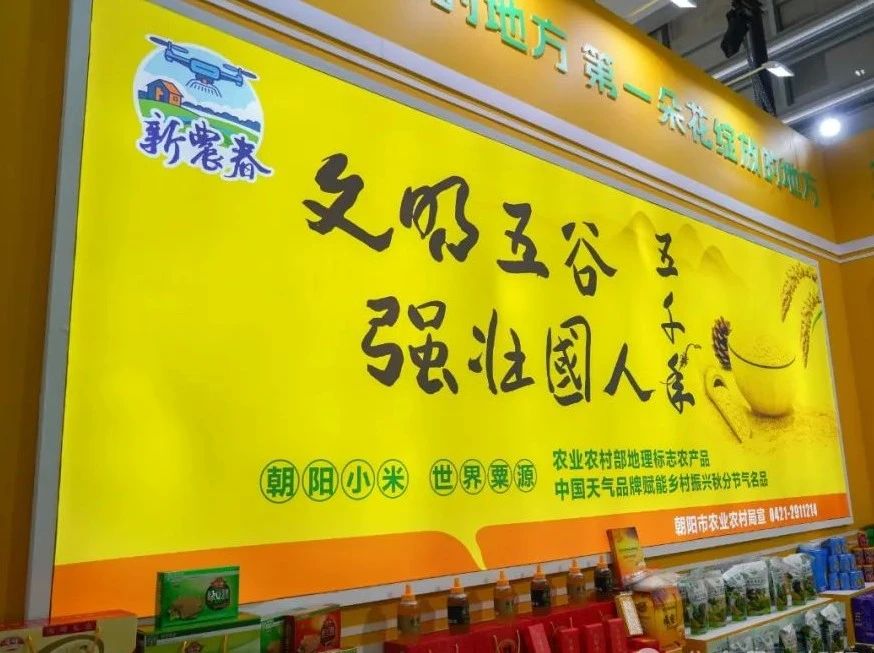 的地方 第一朵花绽放的地方
新農春
文明五谷
强壮國人
五千年
朝阳小米 世界粟源
农业农村部地理标志农产品
中国天气品牌赋能乡村振兴秋分节气名品
朝阳市农业农村局宣 0421-2911214